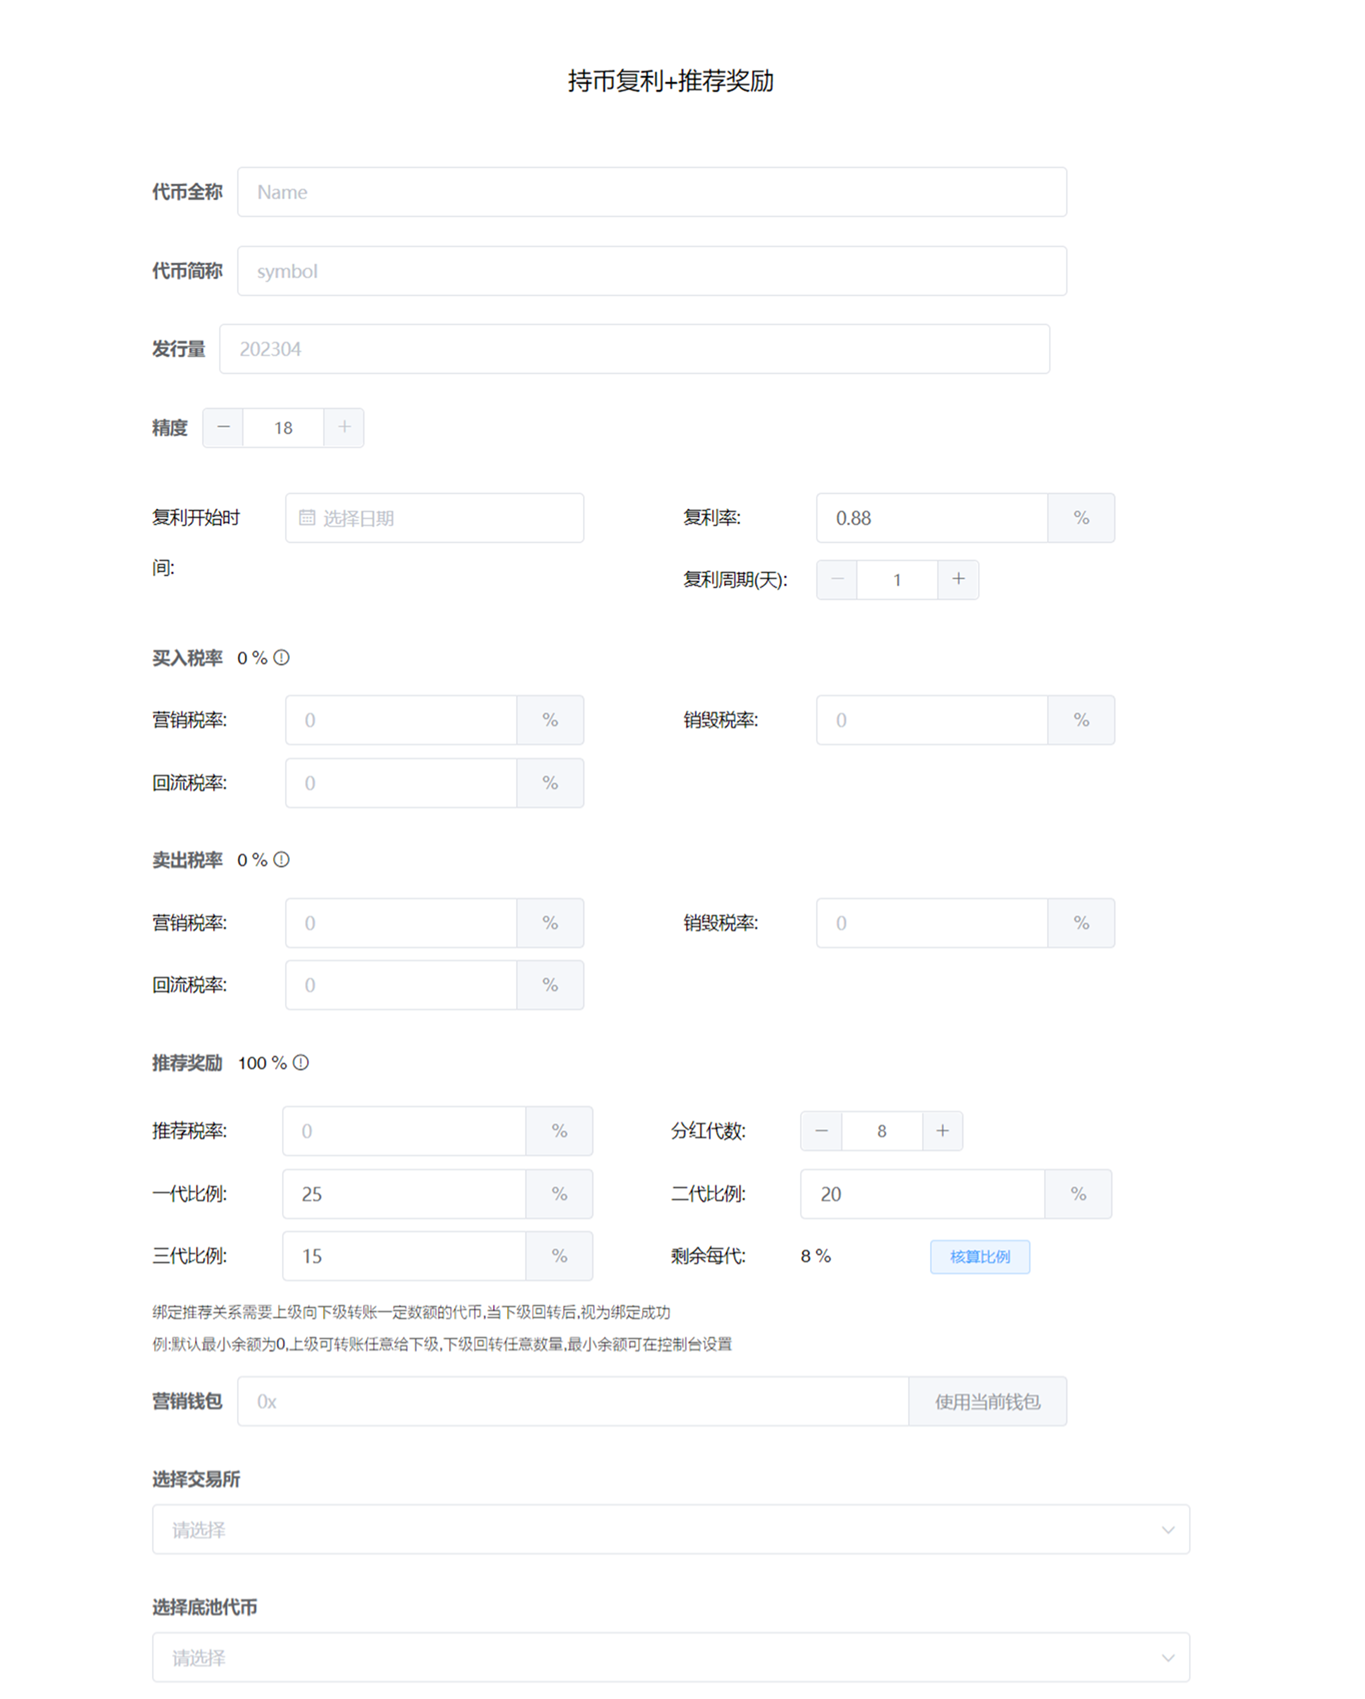 持币复利+推荐奖励
代币全称 Name
代币简称 symbol
发行量 202304
精度 − 18 +
复利开始时间: 选择日期 复利率: 0.88 %
复利周期(天): − 1 +
买入税率 0 %
营销税率: 0 % 销毁税率: 0 %
回流税率: 0 %
卖出税率 0 %
营销税率: 0 % 销毁税率: 0 %
回流税率: 0 %
推荐奖励 100 %
推荐税率: 0 % 分红代数: − 8 +
一代比例: 25 % 二代比例: 20 %
三代比例: 15 % 剩余每代: 8 % 核算比例
绑定推荐关系需要上级向下级转账一定数额的代币,当下级回转后,视为绑定成功
例:默认最小余额为0,上级可转账任意给下级,下级回转任意数量,最小余额可在控制台设置
营销钱包 0x 使用当前钱包
选择交易所
请选择
选择底池代币
请选择